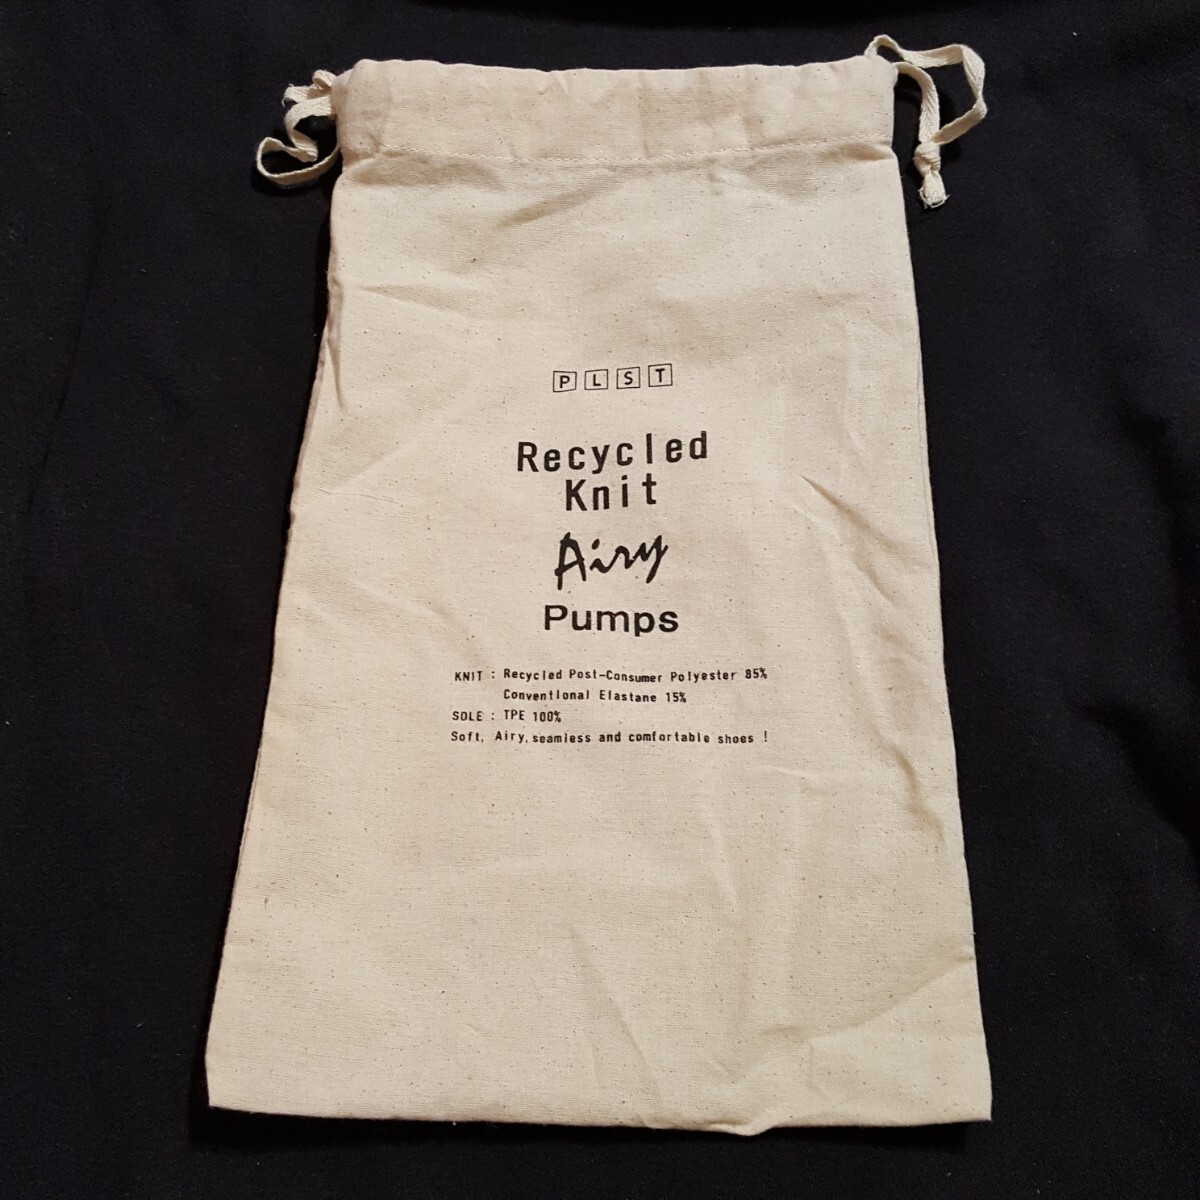 PLST
Recycled
Knit
Airy
Pumps
KNIT : Recycled Post-Consumer Polyester 85%
Conventional Elastane 15%
SOLE : TPE 100%
Soft, Airy, seamless and comfortable shoes !